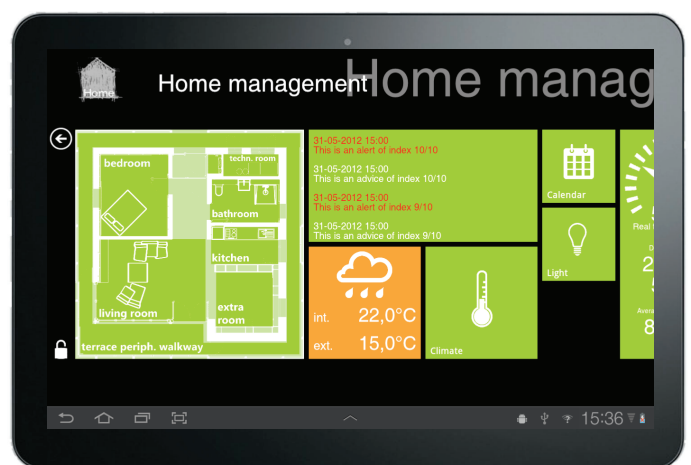 Home
Home management
Home manag
bedroom
techn. room
bathroom
kitchen
living room
extra
room
terrace periph. walkway
31-05-2012 15:00
This is an alert of index 10/10
31-05-2012 15:00
This is an advice of index 10/10
31-05-2012 15:00
This is an alert of index 9/10
31-05-2012 15:00
This is an advice of index 9/10
int. 22,0°C
ext. 15,0°C
Climate
Calendar
Light
Real
D
2
Avera
8
15:36